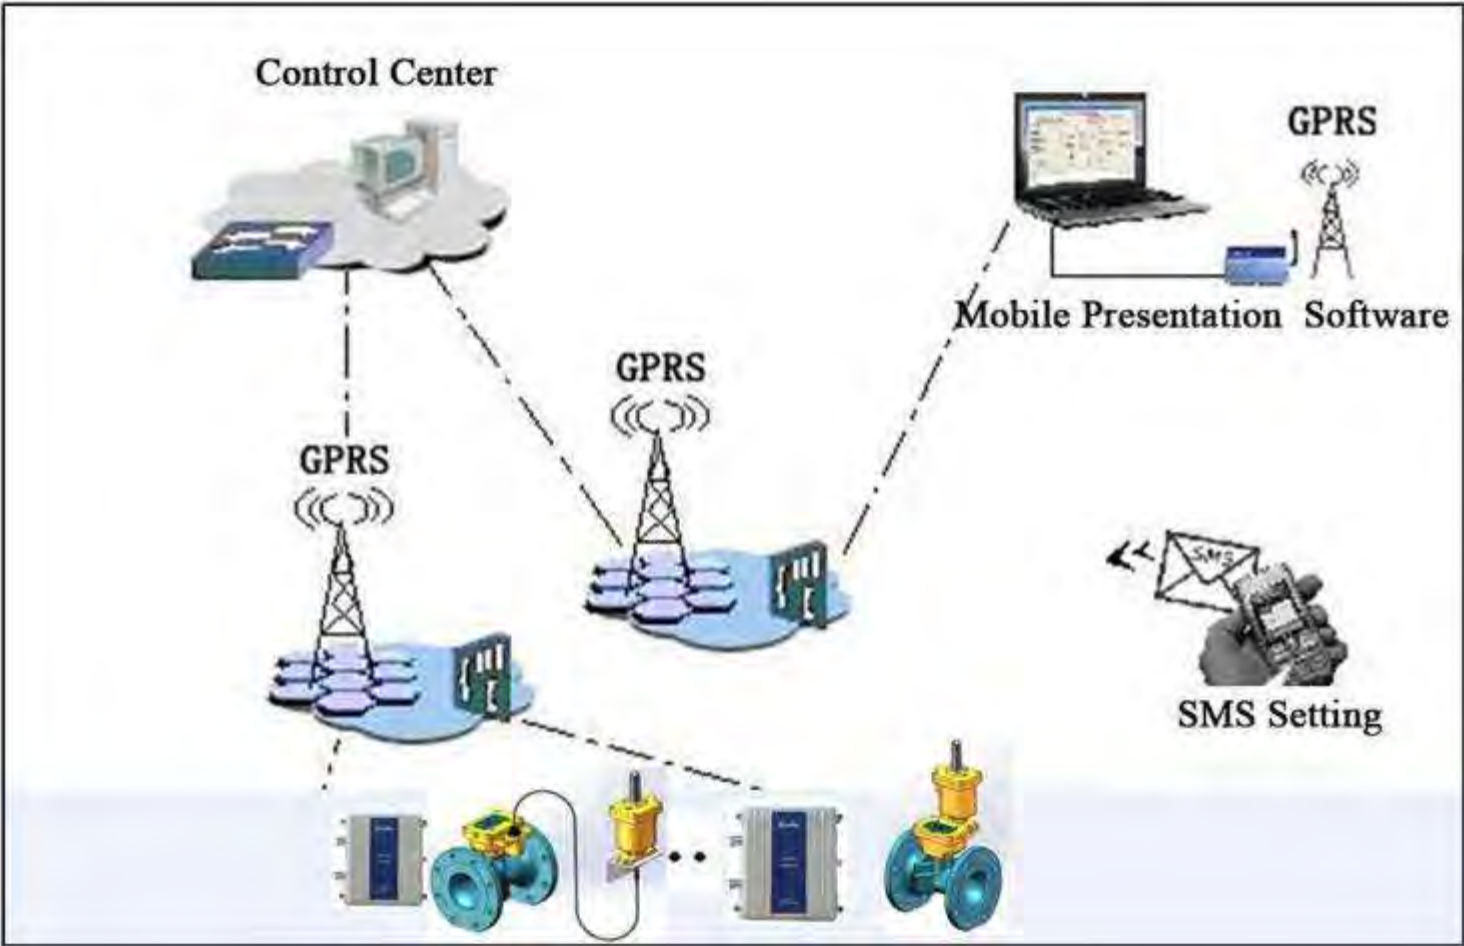 Control Center
GPRS
Mobile Presentation Software
GPRS
GPRS
SMS
SMS Setting